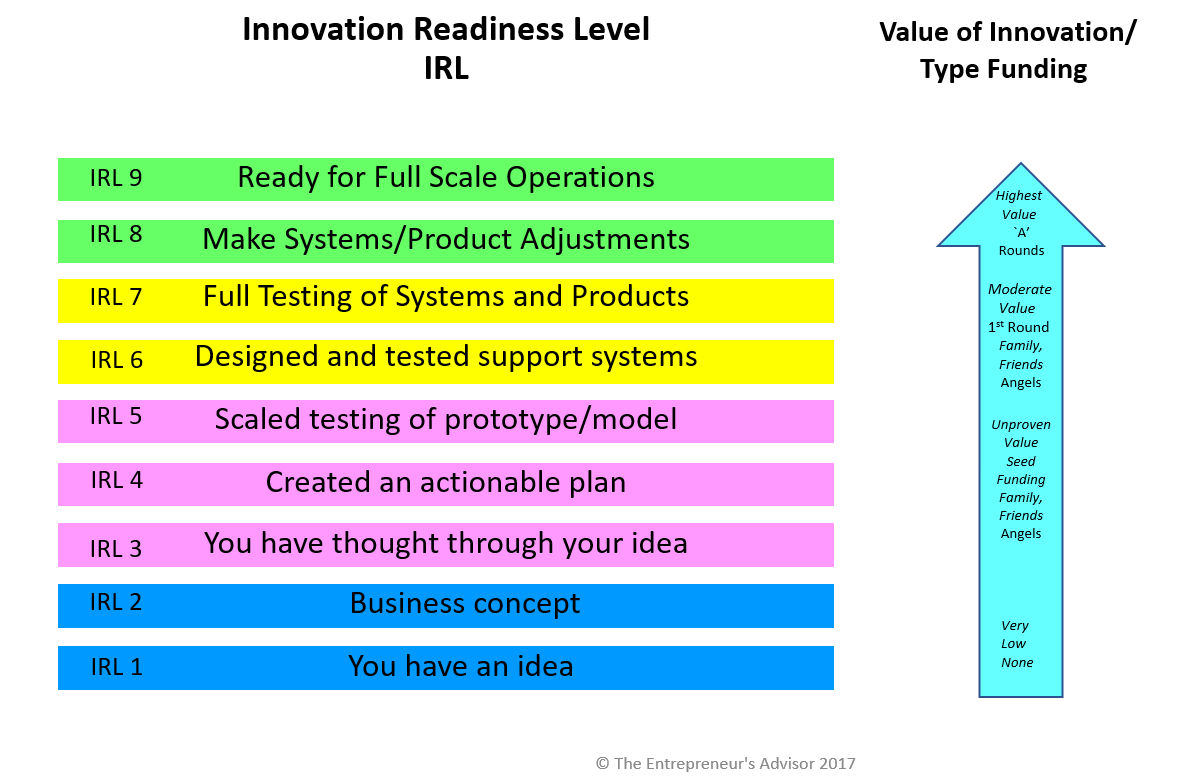 Innovation Readiness Level
IRL
Value of Innovation/
Type Funding
IRL 9 Ready for Full Scale Operations
IRL 8 Make Systems/Product Adjustments
IRL 7 Full Testing of Systems and Products
IRL 6 Designed and tested support systems
IRL 5 Scaled testing of prototype/model
IRL 4 Created an actionable plan
IRL 3 You have thought through your idea
IRL 2 Business concept
IRL 1 You have an idea
Highest
Value
`A’
Rounds
Moderate
Value
1st Round
Family,
Friends
Angels
Unproven
Value
Seed
Funding
Family,
Friends
Angels
Very
Low
None
© The Entrepreneur's Advisor 2017